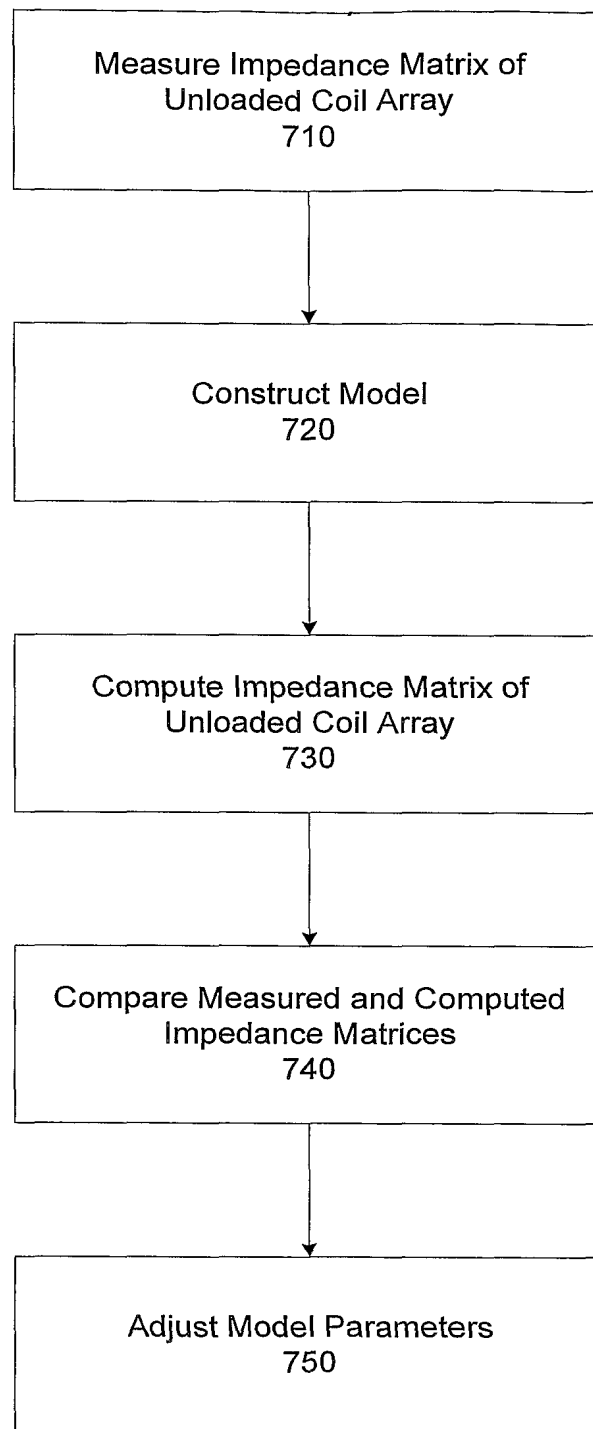 Measure Impedance Matrix of
Unloaded Coil Array
710
Construct Model
720
Compute Impedance Matrix of
Unloaded Coil Array
730
Compare Measured and Computed
Impedance Matrices
740
Adjust Model Parameters
750